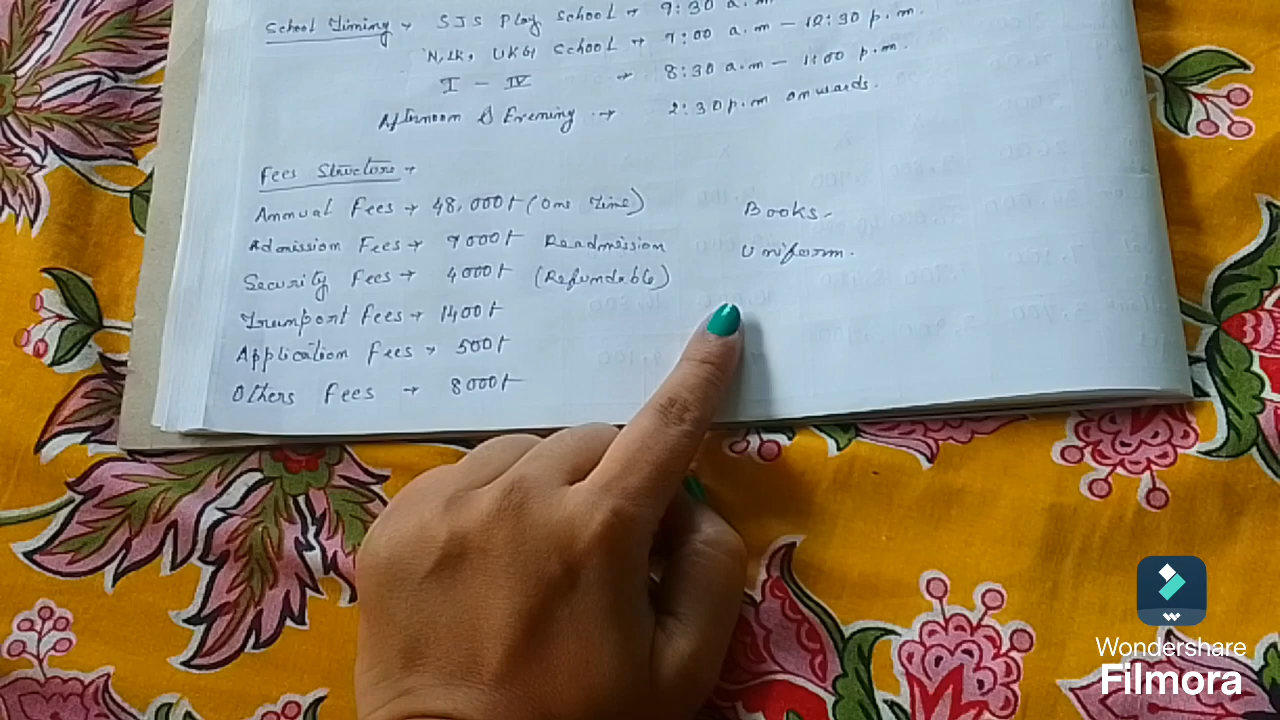 School Timing → SJS Play School → 9:30 a.m
N, LK, UKG School → 9:00 a.m – 12:30 p.m.
I – IV → 8:30 a.m – 1:00 p.m.
Afternoon & Evening → 2:30 p.m onwards.
Fees Structure →
Annual Fees → 48,000/- (One Time)
Admission Fees → 9000/- Readmission
Security Fees → 4000/- (Refundable)
Transport Fees → 1400/-
Application Fees → 500/-
Others Fees → 8000/-
Books -
Uniform.
Wondershare
Filmora